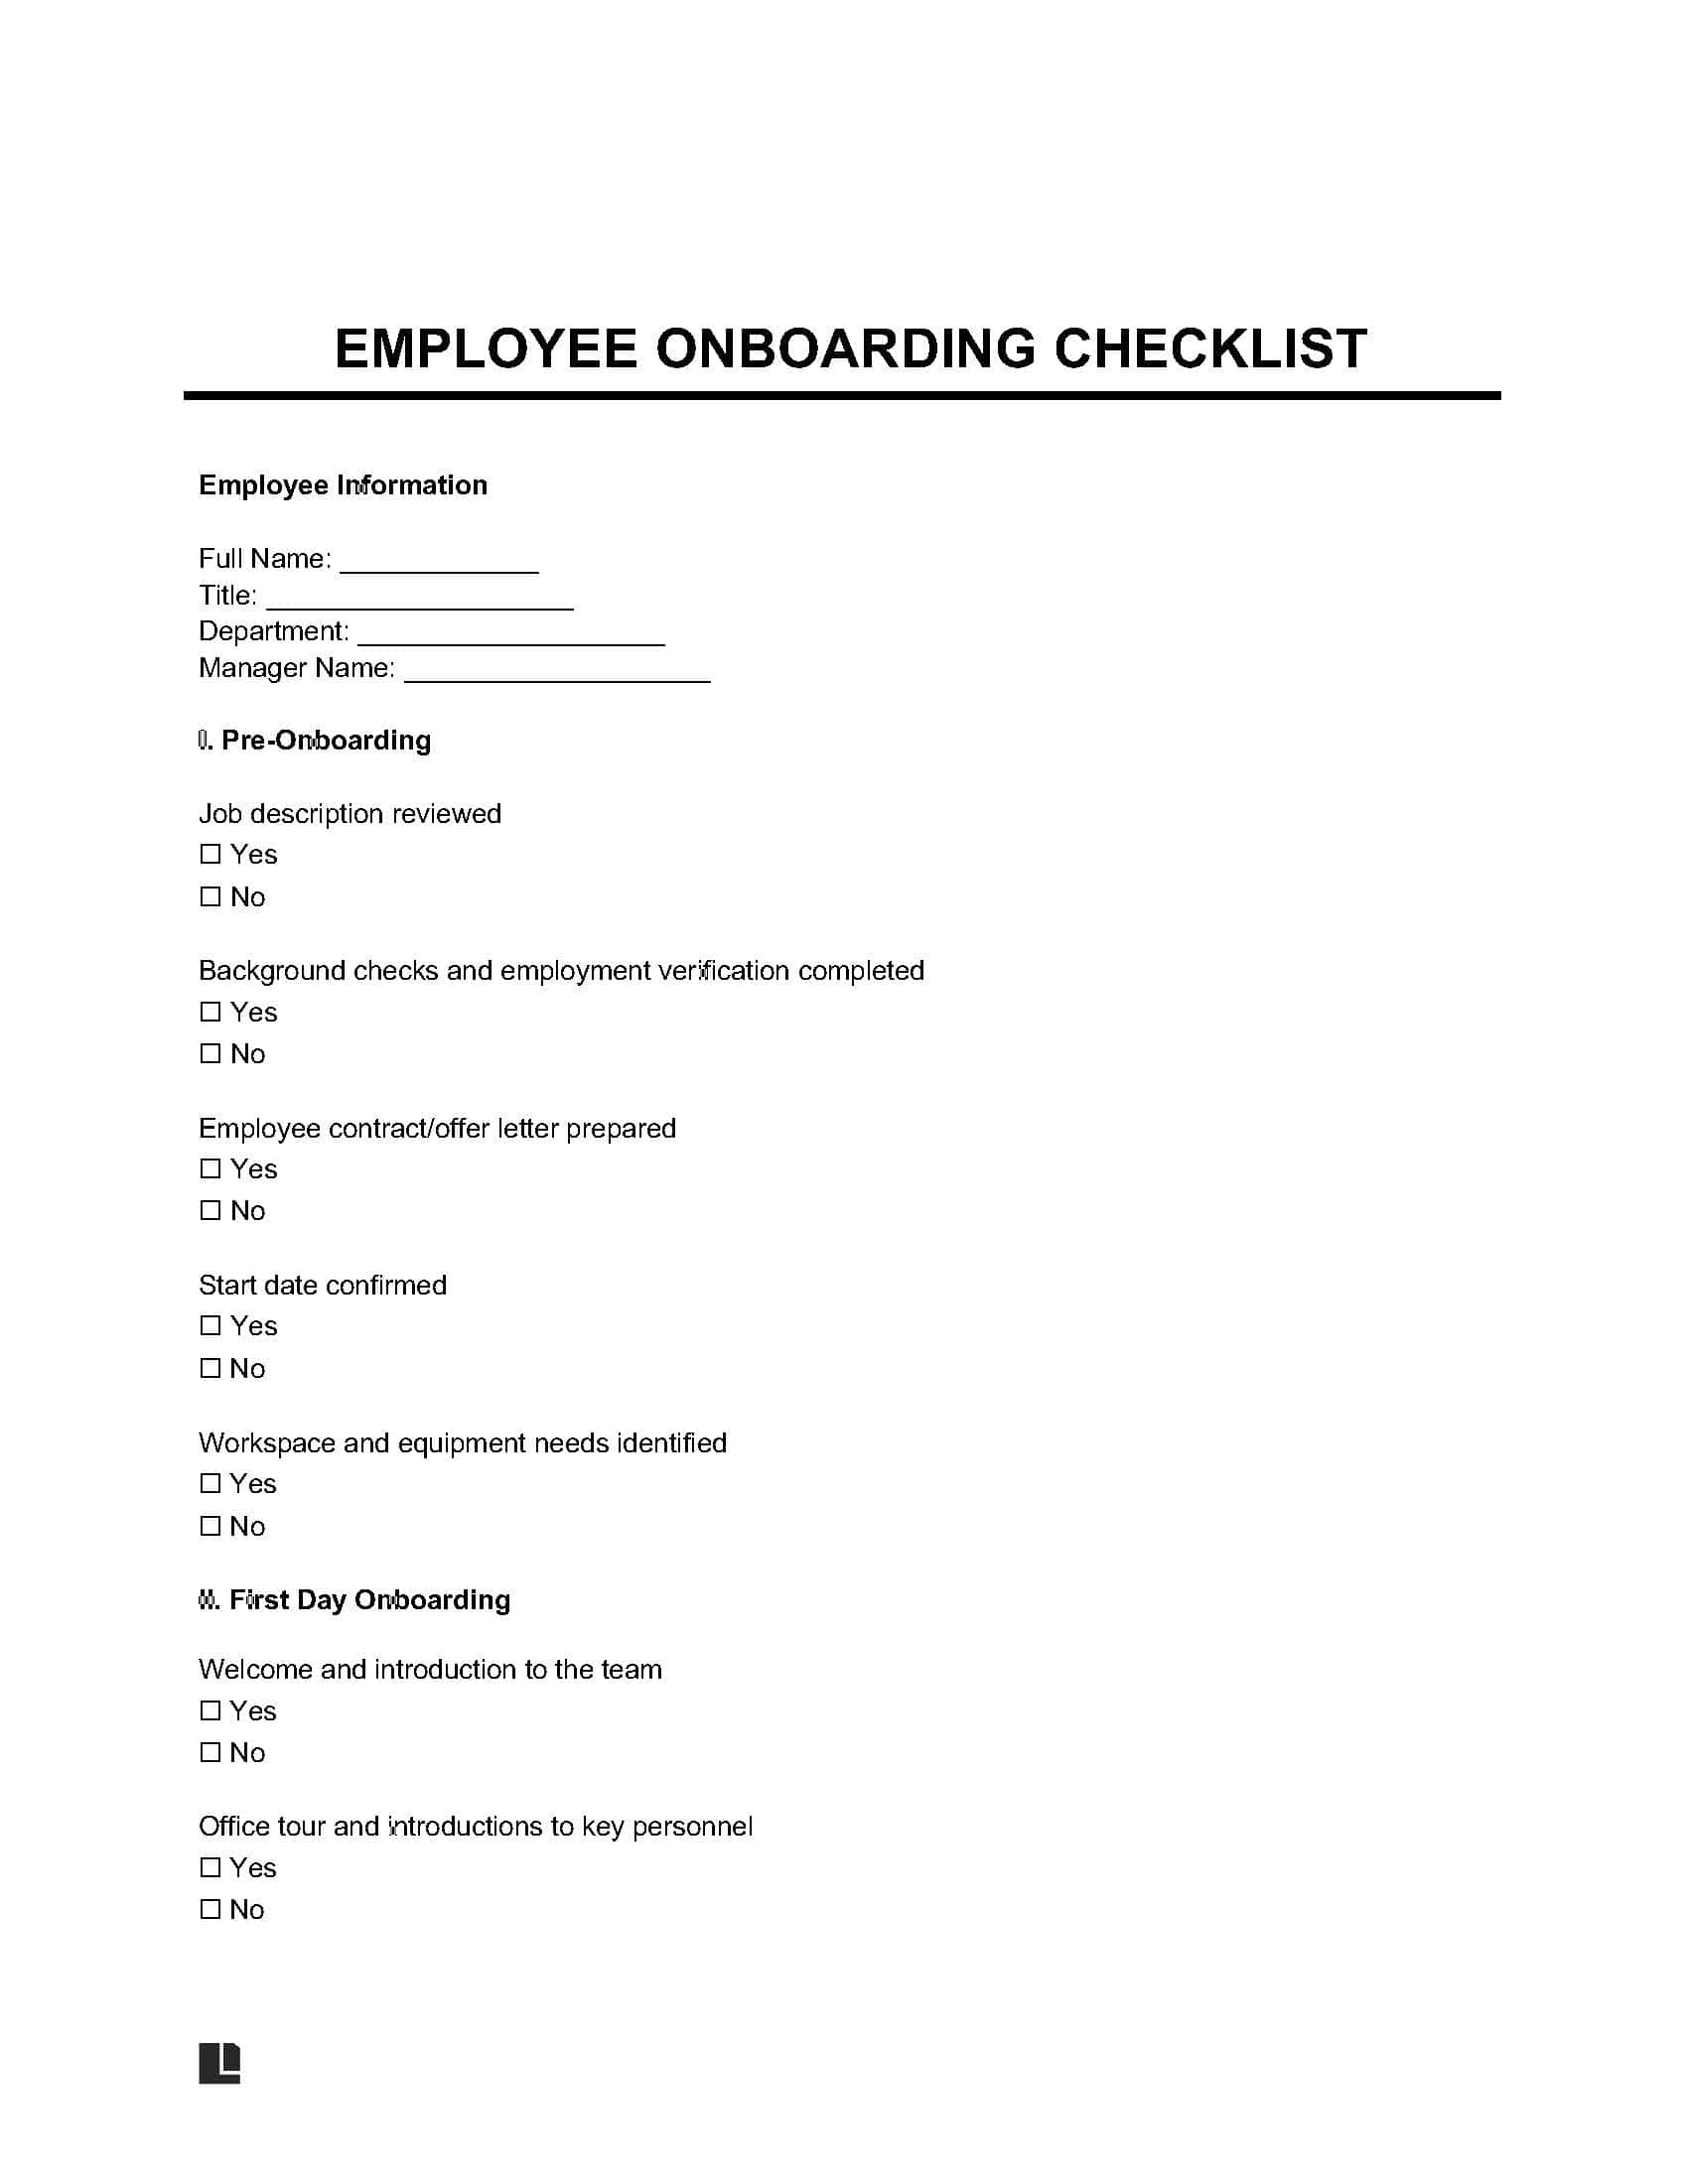 EMPLOYEE ONBOARDING CHECKLIST
Employee Information
Full Name: _____________
Title: ____________________
Department: ____________________
Manager Name: ____________________
I. Pre-Onboarding
Job description reviewed
☐ Yes
☐ No
Background checks and employment verification completed
☐ Yes
☐ No
Employee contract/offer letter prepared
☐ Yes
☐ No
Start date confirmed
☐ Yes
☐ No
Workspace and equipment needs identified
☐ Yes
☐ No
II. First Day Onboarding
Welcome and introduction to the team
☐ Yes
☐ No
Office tour and introductions to key personnel
☐ Yes
☐ No